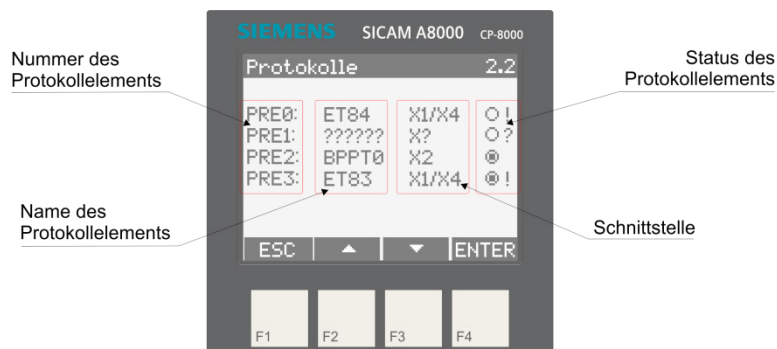 SIEMENS SICAM A8000 CP-8000
Nummer des
Protokollelements
Protokolle 2.2
Status des
Protokollelements
PRE0: ET84 X1/X4 !
PRE1: ?????? X? ?
PRE2: BPPT0 X2
PRE3: ET83 X1/X4 !
Name des
Protokollelements
Schnittstelle
ESC ▲ ▼ ENTER
F1 F2 F3 F4